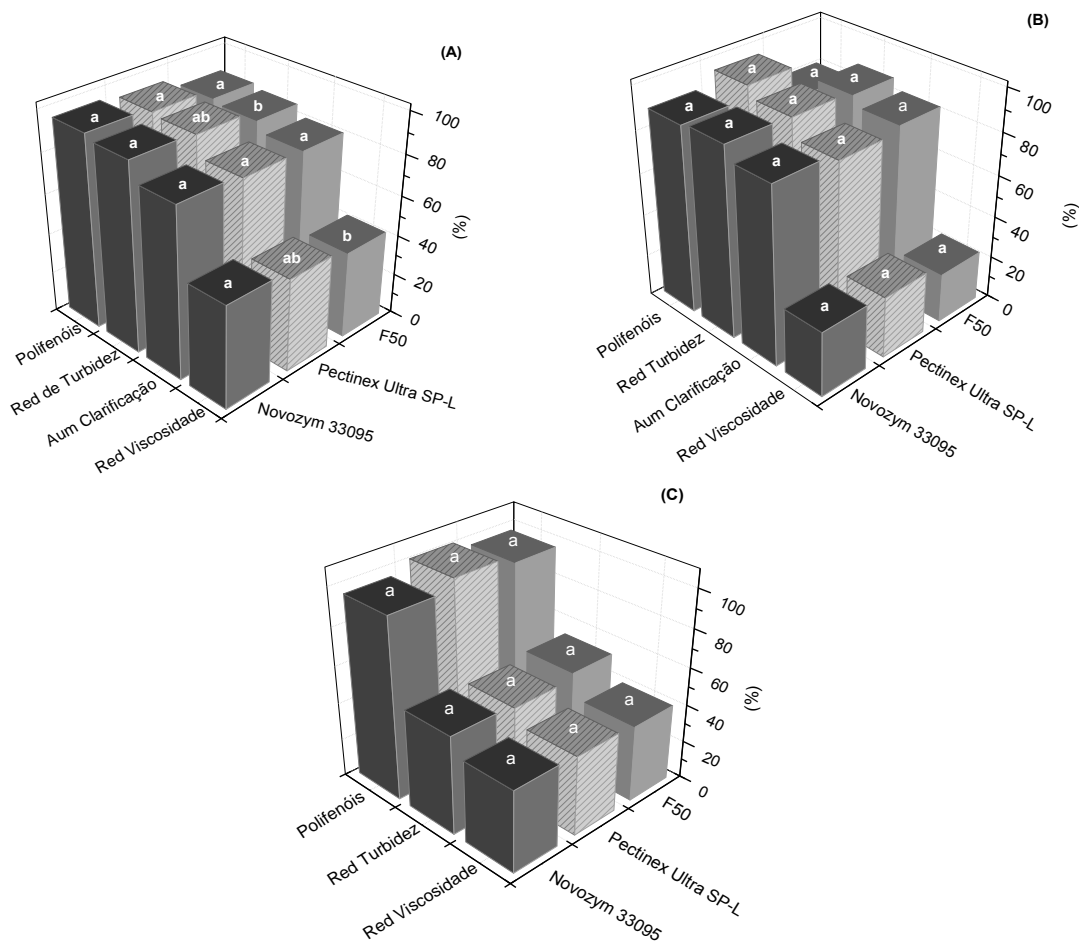 (A)
a
a
a
b
ab
a
a
a
a
b
ab
a
100
80
60
40
20
0
(%)
Polifenóis
Red de Turbidez
Aum Clarificação
Red Viscosidade
F50
Pectinex Ultra SP-L
Novozym 33095
(B)
a
a
a
a
a
a
a
a
a
a
a
a
100
80
60
40
20
0
(%)
Polifenóis
Red Turbidez
Aum Clarificação
Red Viscosidade
F50
Pectinex Ultra SP-L
Novozym 33095
(C)
a
a
a
a
a
a
a
a
a
100
80
60
40
20
0
(%)
Polifenóis
Red Turbidez
Red Viscosidade
F50
Pectinex Ultra SP-L
Novozym 33095